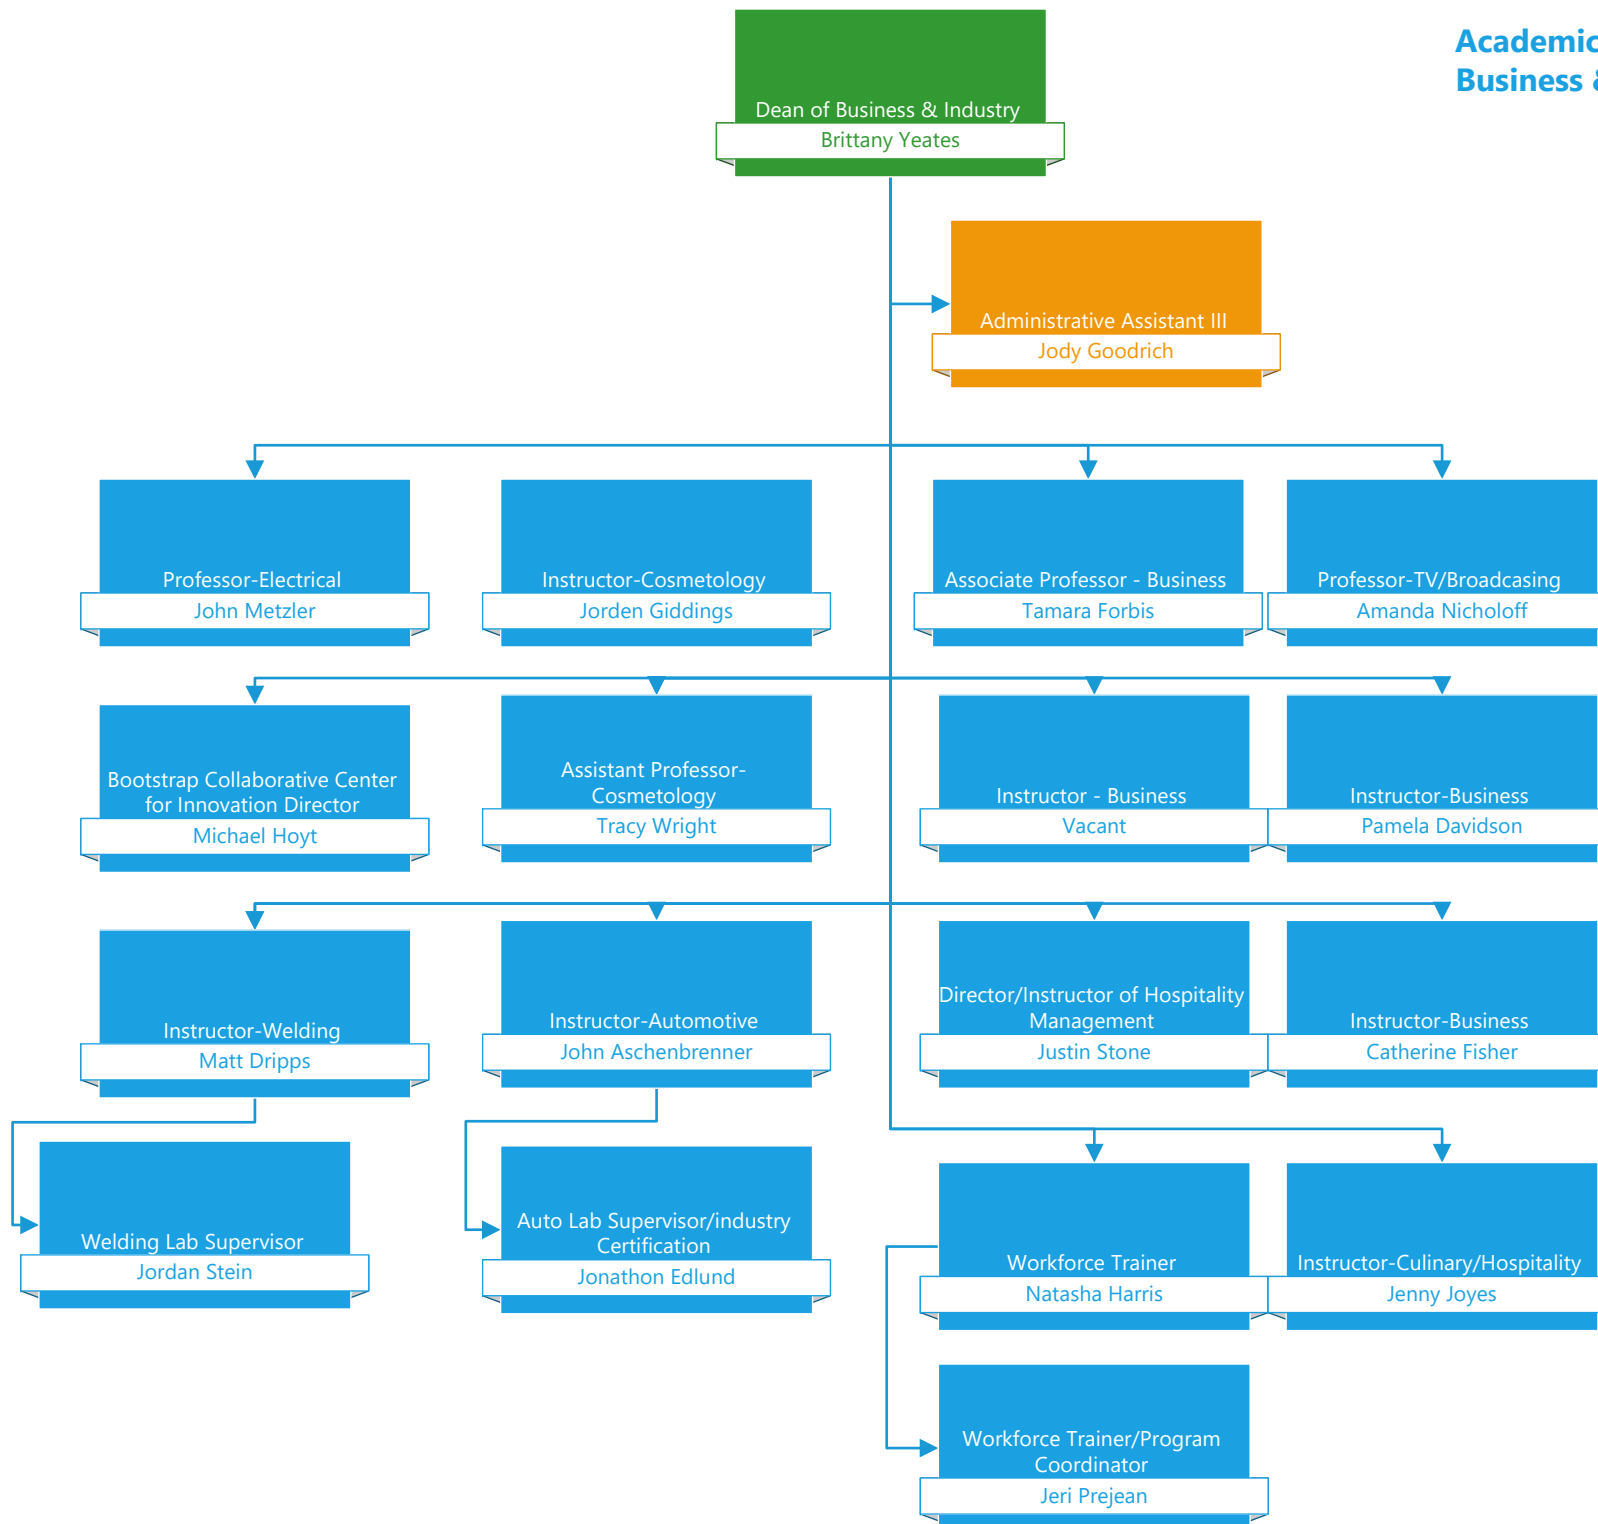 Academic
Business &
Dean of Business & Industry
Brittany Yeates
Administrative Assistant III
Jody Goodrich
Professor-Electrical
John Metzler
Instructor-Cosmetology
Jorden Giddings
Associate Professor - Business
Tamara Forbis
Professor-TV/Broadcasing
Amanda Nicholoff
Bootstrap Collaborative Center
for Innovation Director
Michael Hoyt
Assistant Professor-
Cosmetology
Tracy Wright
Instructor - Business
Vacant
Instructor-Business
Pamela Davidson
Instructor-Welding
Matt Dripps
Instructor-Automotive
John Aschenbrenner
Director/Instructor of Hospitality
Management
Justin Stone
Instructor-Business
Catherine Fisher
Welding Lab Supervisor
Jordan Stein
Auto Lab Supervisor/industry
Certification
Jonathon Edlund
Workforce Trainer
Natasha Harris
Instructor-Culinary/Hospitality
Jenny Joyes
Workforce Trainer/Program
Coordinator
Jeri Prejean